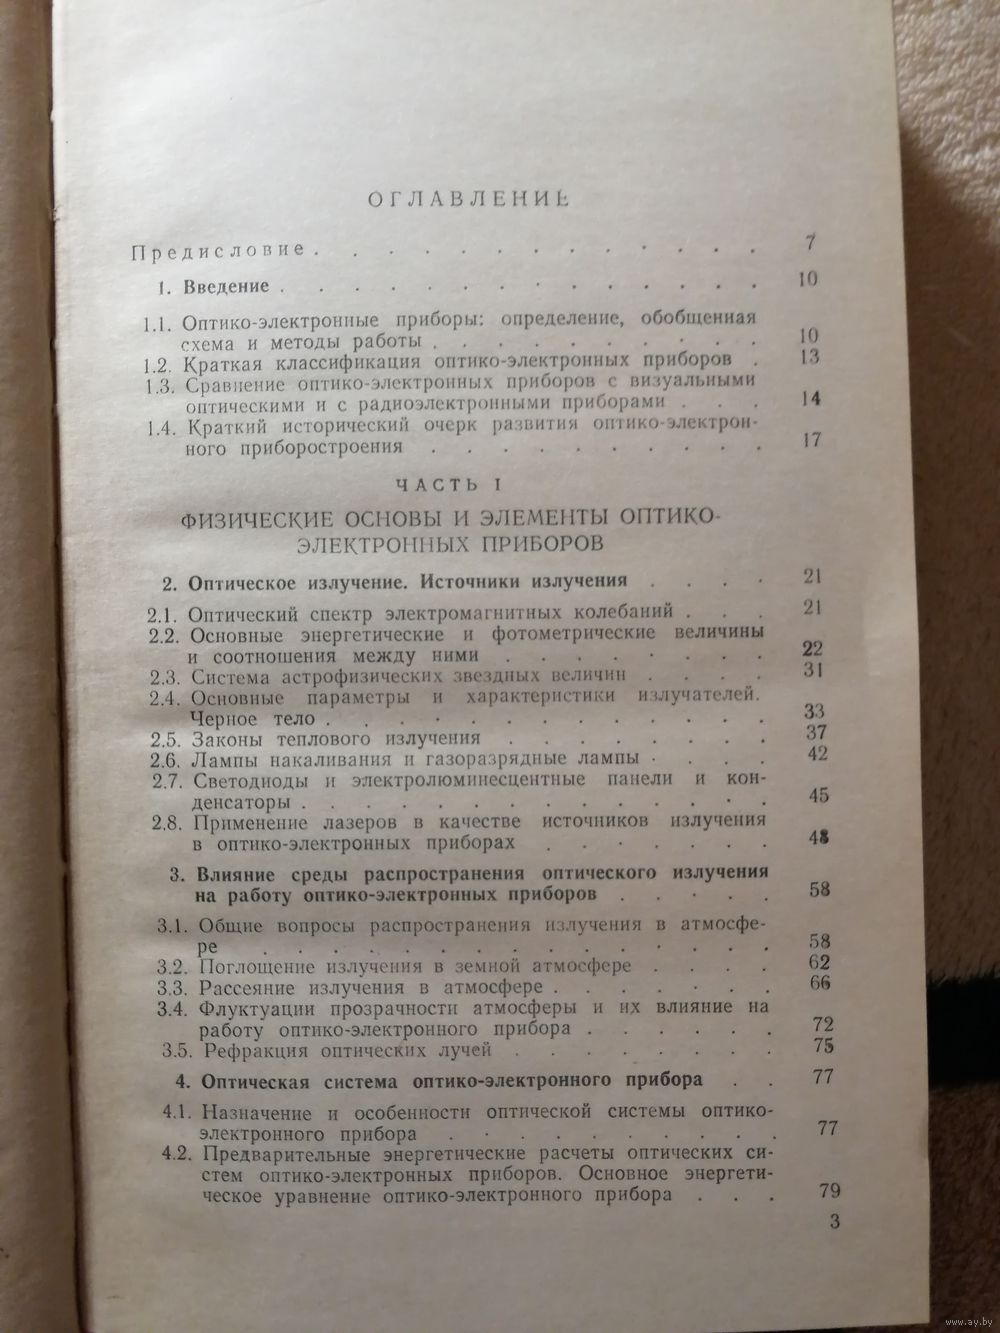 ОГЛАВЛЕНИЕ
Предисловие . . . . . . . . . . . . . 7
1. Введение . . . . . . . . . . . . . . 10
1.1. Оптико-электронные приборы: определение, обобщенная
схема и методы работы . . . . . . . . . 10
1.2. Краткая классификация оптико-электронных приборов . 13
1.3. Сравнение оптико-электронных приборов с визуальными
оптическими и с радиоэлектронными приборами . . . 14
1.4. Краткий исторический очерк развития оптико-электрон-
ного приборостроения . . . . . . . . . . 17
ЧАСТЬ I
ФИЗИЧЕСКИЕ ОСНОВЫ И ЭЛЕМЕНТЫ ОПТИКО-
ЭЛЕКТРОННЫХ ПРИБОРОВ
2. Оптическое излучение. Источники излучения . . . . 21
2.1. Оптический спектр электромагнитных колебаний . . . 21
2.2. Основные энергетические и фотометрические величины
и соотношения между ними . . . . . . . . 22
2.3. Система астрофизических звездных величин . . . . 31
2.4. Основные параметры и характеристики излучателей.
Черное тело . . . . . . . . . . . . . 33
2.5. Законы теплового излучения . . . . . . . . 37
2.6. Лампы накаливания и газоразрядные лампы . . . . 42
2.7. Светодиоды и электролюминесцентные панели и кон-
денсаторы . . . . . . . . . . . . . . 45
2.8. Применение лазеров в качестве источников излучения
в оптико-электронных приборах . . . . . . . 48
3. Влияние среды распространения оптического излучения
на работу оптико-электронных приборов . . . . . 58
3.1. Общие вопросы распространения излучения в атмосфе-
ре . . . . . . . . . . . . . . . 58
3.2. Поглощение излучения в земной атмосфере . . . . 62
3.3. Рассеяние излучения в атмосфере . . . . . . . 66
3.4. Флуктуации прозрачности атмосферы и их влияние на
работу оптико-электронного прибора . . . . . . 72
3.5. Рефракция оптических лучей . . . . . . . . 75
4. Оптическая система оптико-электронного прибора . . 77
4.1. Назначение и особенности оптической системы оптико-
электронного прибора . . . . . . . . . . 77
4.2. Предварительные энергетические расчеты оптических си-
стем оптико-электронных приборов. Основное энергети-
ческое уравнение оптико-электронного прибора . . . 79
3
www.ay.by